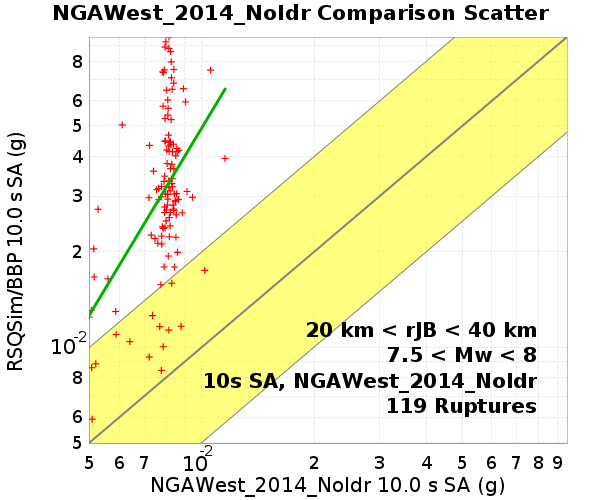 NGAWest_2014_NoIdr Comparison Scatter
8
6
5
4
3
2
10-2
8
6
5
RSQSim/BBP 10.0 s SA (g)
20 km < rJB < 40 km
7.5 < Mw < 8
10s SA, NGAWest_2014_NoIdr
119 Ruptures
5 6 7 10-2 2 3 4 5 6 7 8 9
NGAWest_2014_NoIdr 10.0 s SA (g)